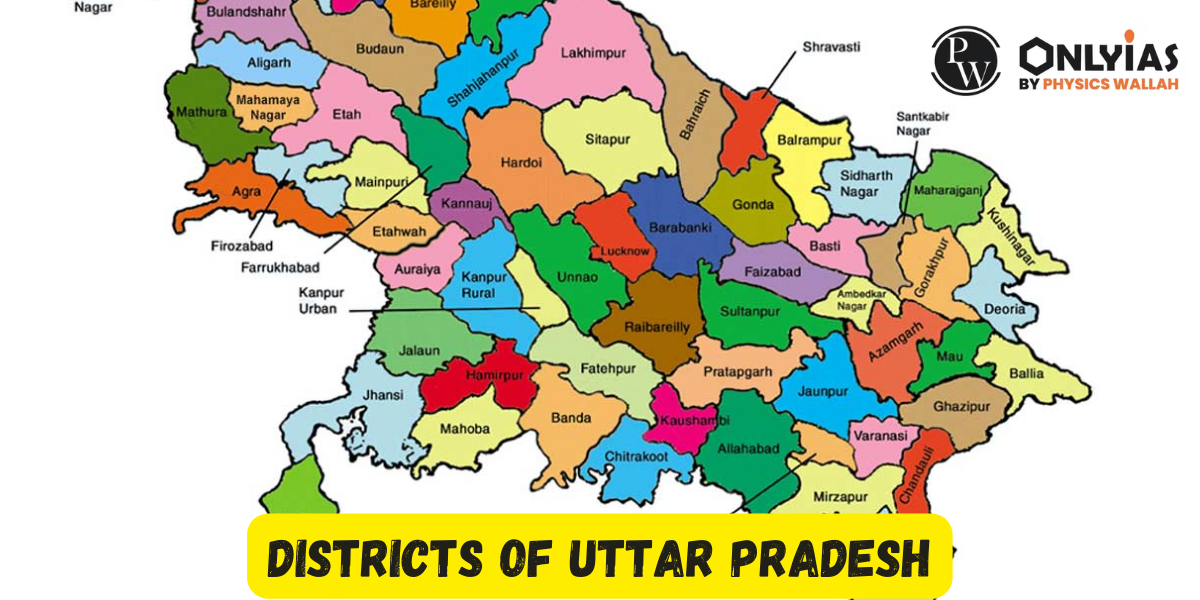 Nagar
Bulandshahr
Bareilly
Budaun
Lakhimpur
Shravasti
PW
ONLYIAS
BY PHYSICS WALLAH
Aligarh
Shahjahanpur
Mathura
Mahamaya
Nagar
Etah
Hardoi
Sitapur
Bahraich
Balrampur
Santkabir
Nagar
Sidharth
Nagar
Maharajganj
Kushinagar
Agra
Mainpuri
Kannauj
Gonda
Firozabad
Farrukhabad
Etahwah
Auraiya
Kanpur
Rural
Kanpur
Urban
Unnao
Lucknow
Barabanki
Faizabad
Basti
Gorakhpur
Deoria
Ambedkar
Nagar
Jalaun
Raibareilly
Sultanpur
Azamgarh
Mau
Ballia
Jhansi
Hamirpur
Fatehpur
Pratapgarh
Jaunpur
Ghazipur
Mahoba
Banda
Kaushambi
Chitrakoot
Allahabad
Varanasi
Chandauli
Mirzapur
DISTRICTS OF UTTAR PRADESH